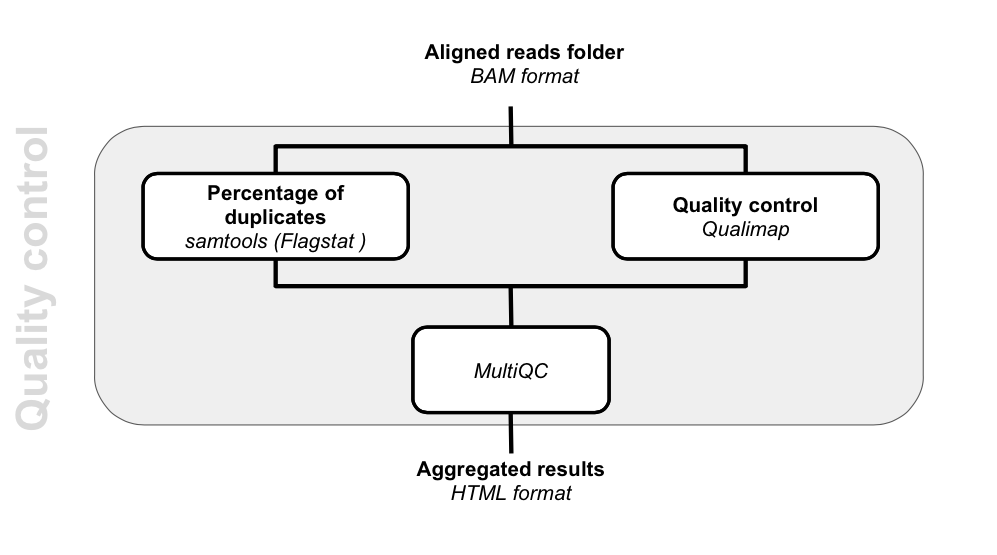 Quality control
Aligned reads folder
BAM format
Percentage of
duplicates
samtools (Flagstat )
Quality control
Qualimap
MultiQC
Aggregated results
HTML format